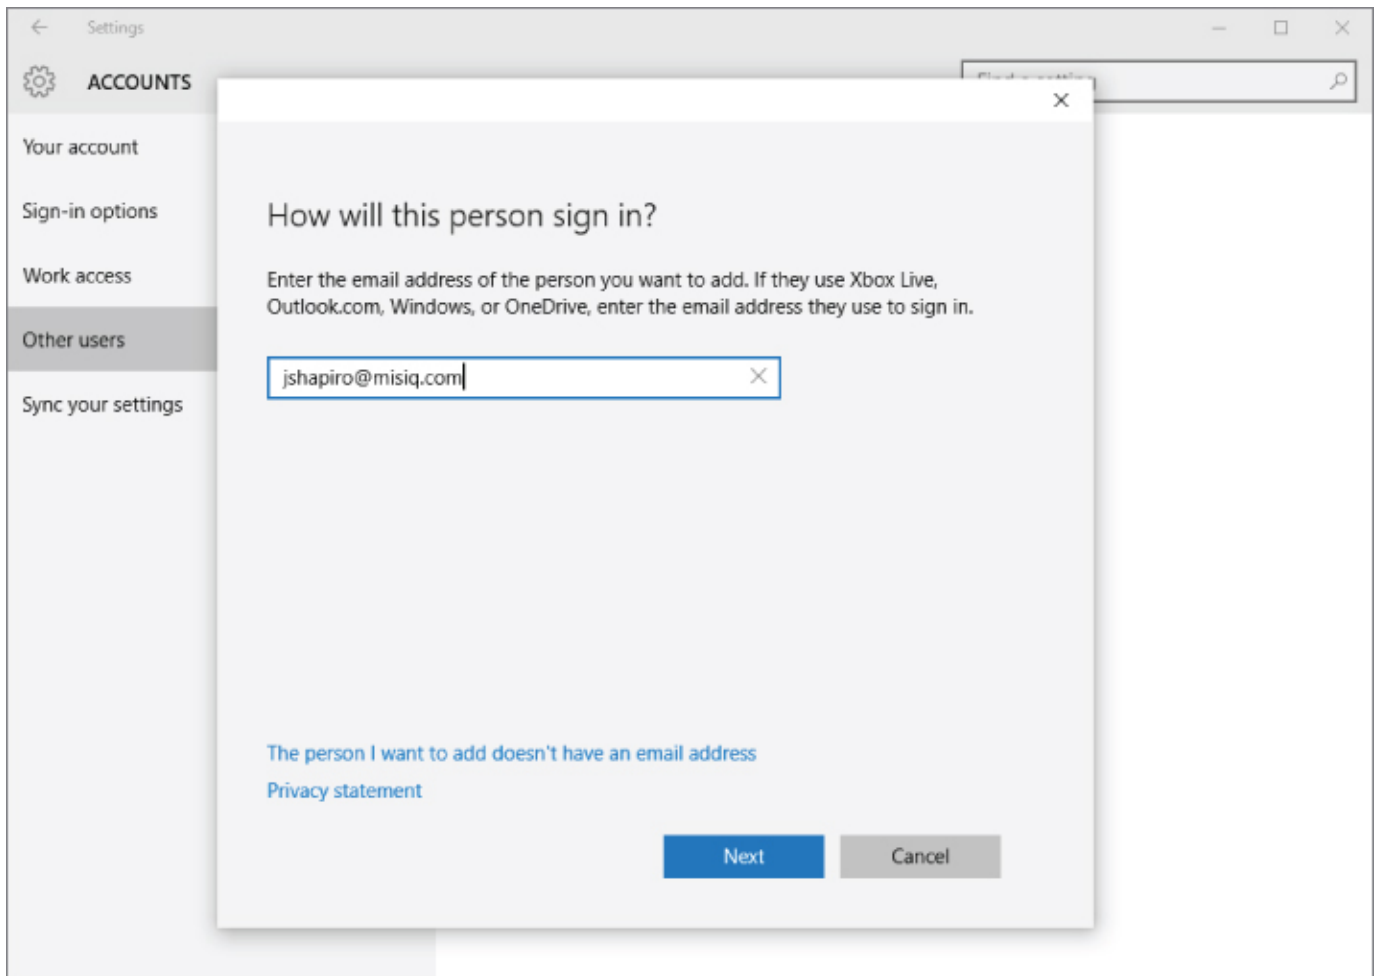 Settings
ACCOUNTS
Your account
Sign-in options
Work access
Other users
Sync your settings
How will this person sign in?
Enter the email address of the person you want to add. If they use Xbox Live,
Outlook.com, Windows, or OneDrive, enter the email address they use to sign in.
jshapiro@misiq.com
The person I want to add doesn't have an email address
Privacy statement
Next
Cancel